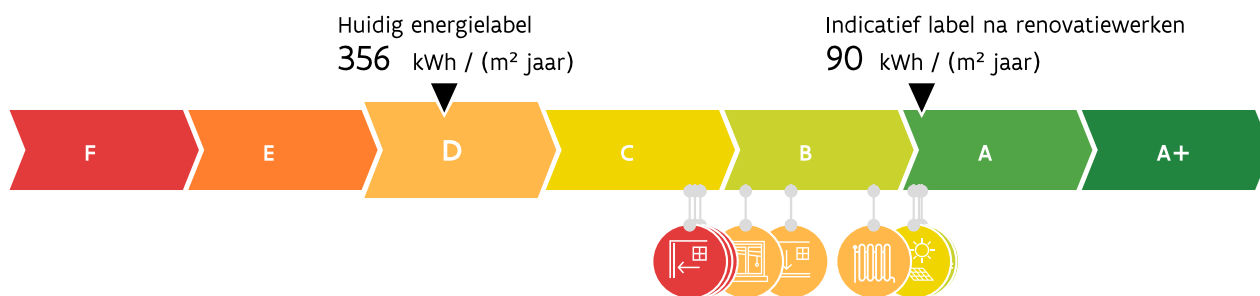 Huidig energielabel
356 kWh / (m² jaar)
Indicatief label na renovatiewerken
90 kWh / (m² jaar)
F E D C B A A+